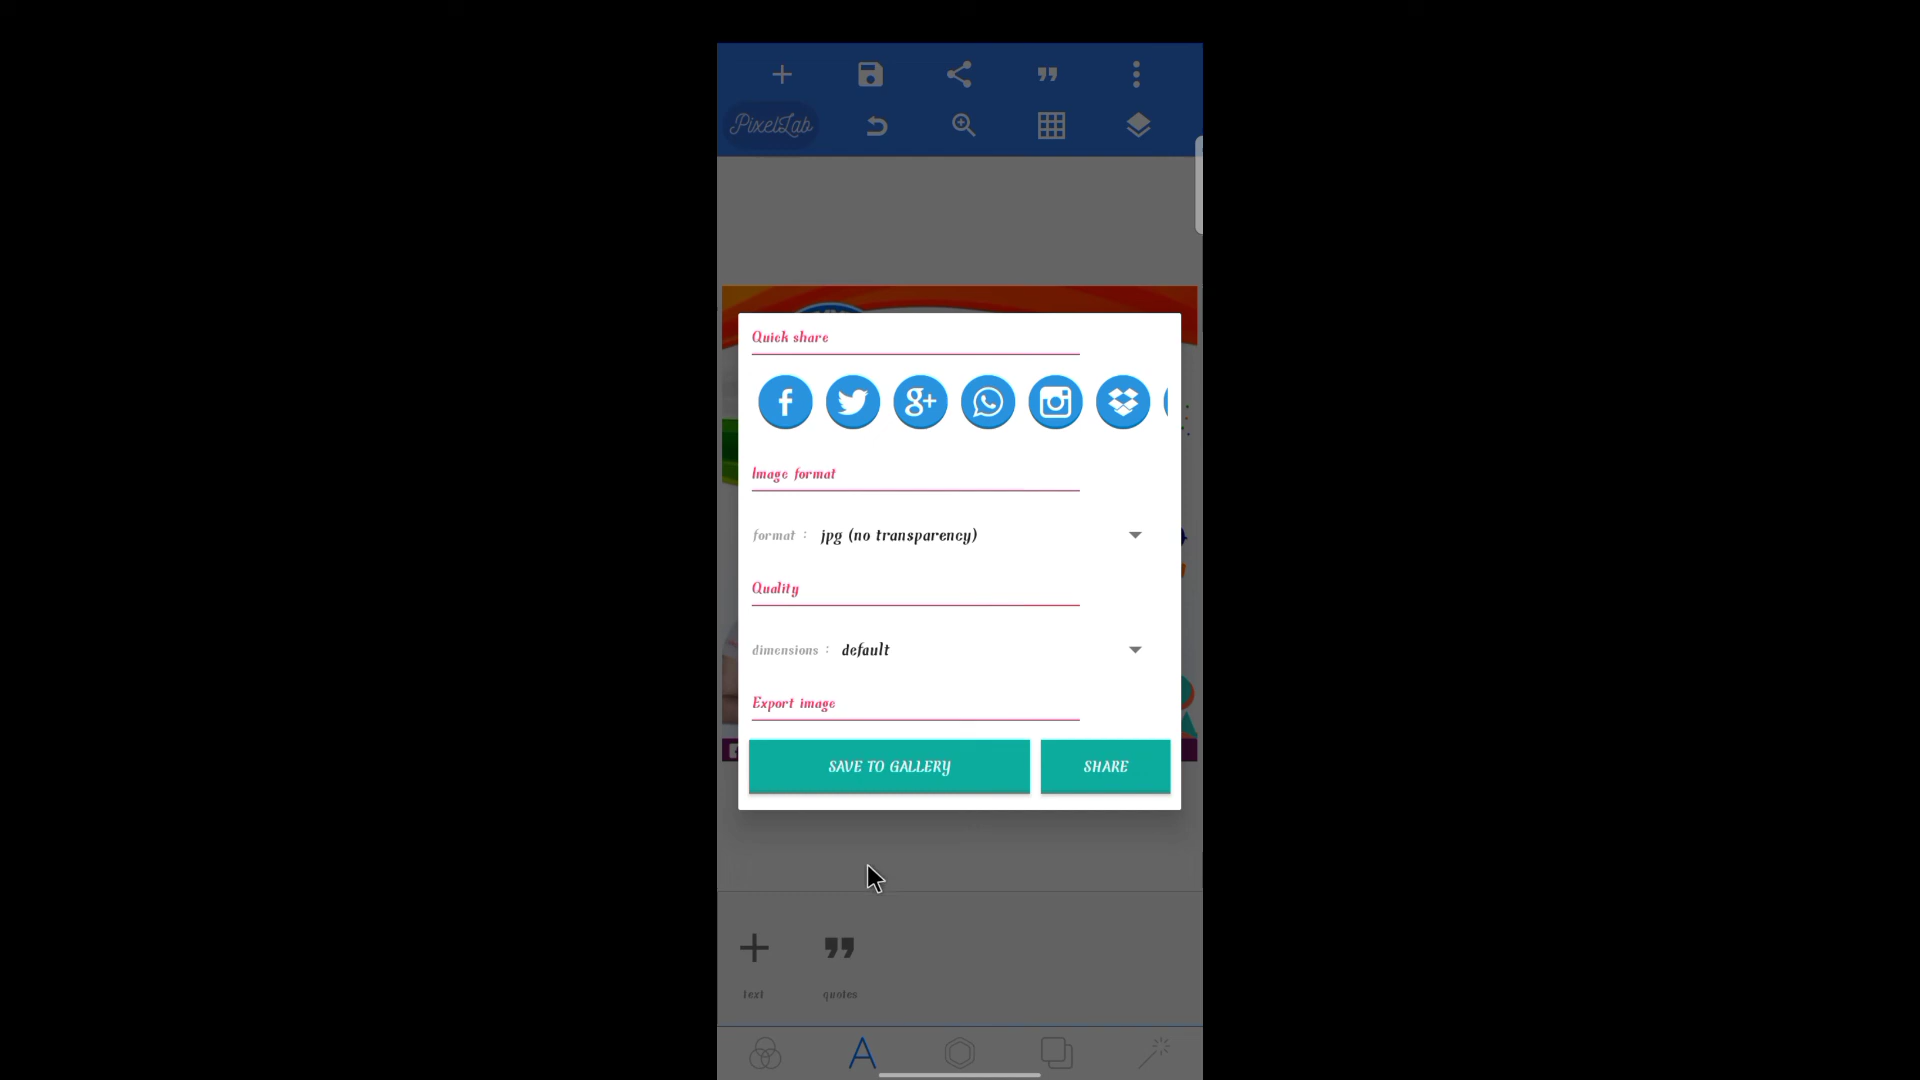 PixelLab
Quick share
Image format
format : jpg (no transparency)
Quality
dimensions : default
Export image
SAVE TO GALLERY SHARE
text quotes